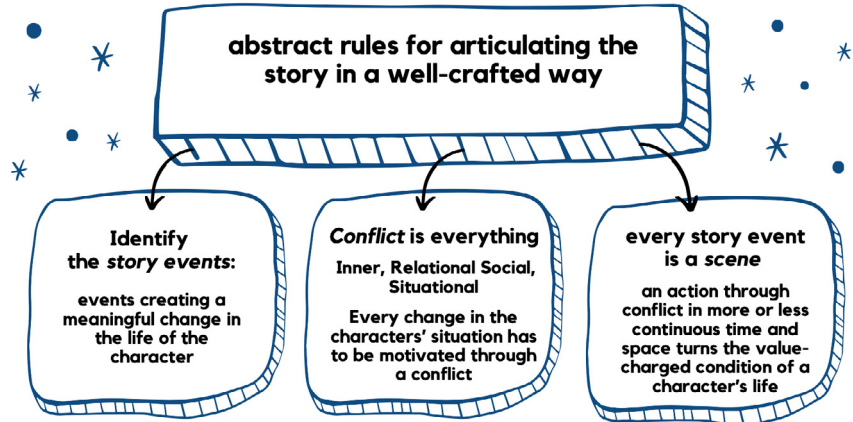 abstract rules for articulating the
story in a well-crafted way
Identify
the story events:
events creating a
meaningful change in
the life of the
character
Conflict is everything
Inner, Relational Social,
Situational
Every change in the
characters' situation has
to be motivated through
a conflict
every story event
is a scene
an action through
conflict in more or less
continuous time and
space turns the value-
charged condition of a
character's life